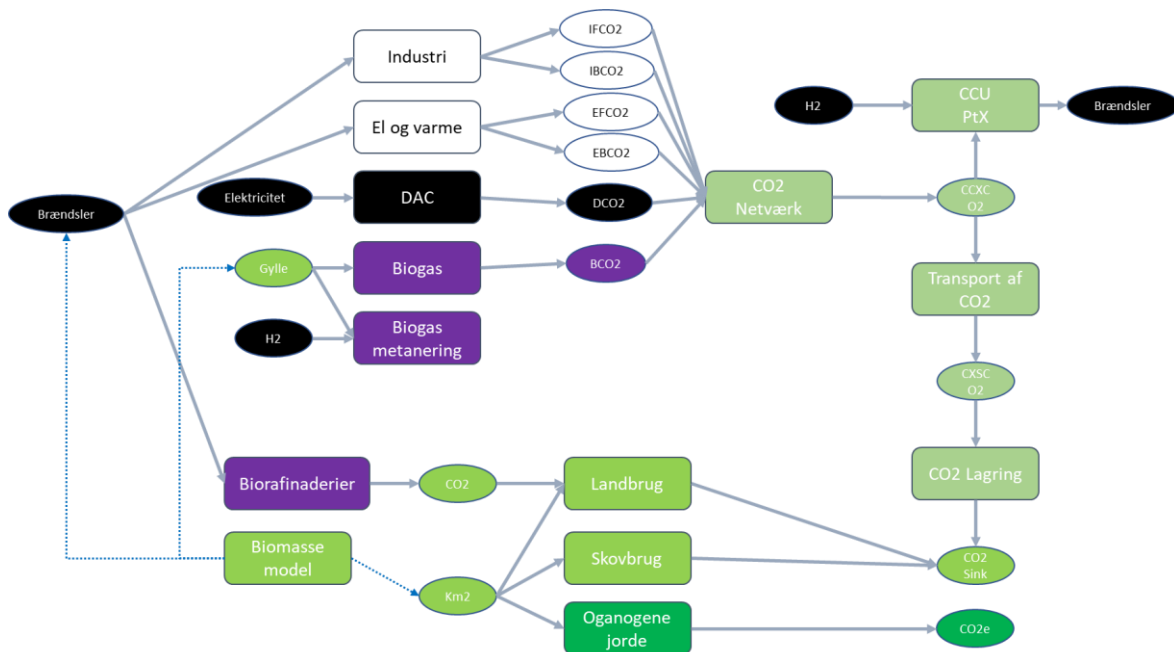 IFCO2
Industri
IBCO2
H2
CCU
PtX
Brændsler
EFCO2
El og varme
EBCO2
Elektricitet
DAC
DCO2
CO2
Netværk
CCXC
O2
Brændsler
Gylle
Biogas
BCO2
Transport af
CO2
H2
Biogas
metanering
CXSC
O2
Biorafinaderier
CO2
Landbrug
CO2 Lagring
Biomasse
model
Skovbrug
CO2
Sink
Km2
Oganogene
jorde
CO2e